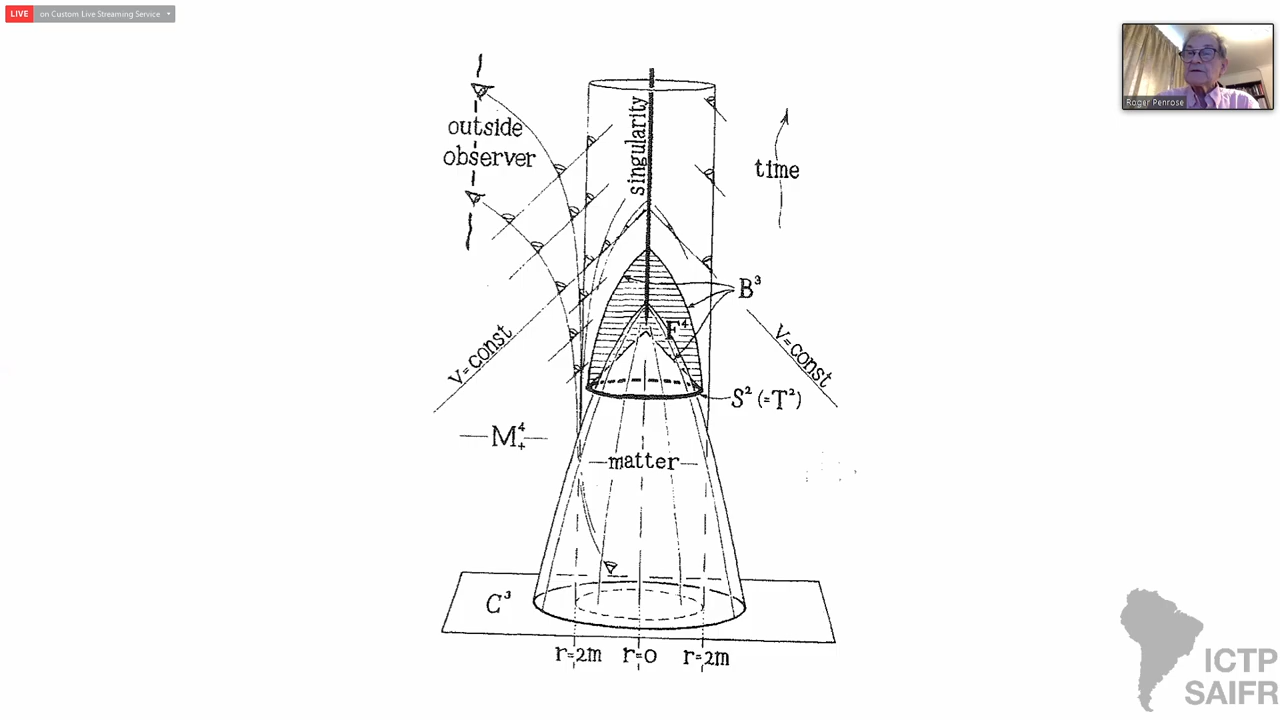 LIVE on Custom Live Streaming Service
Roger Penrose
outside
observer
singularity
time
B³
F⁴
V=const
V=const
S² (=T²)
M⁴₊
matter
C³
r=2m r=0 r=2m
ICTP
SAIFR